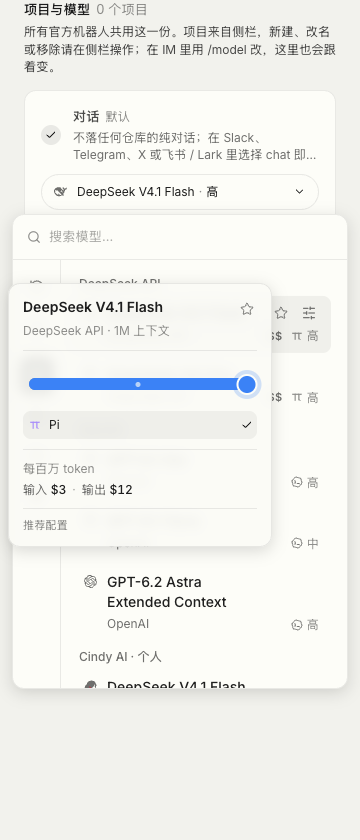 项目与模型 0 个项目
所有官方机器人共用这一份。项目来自侧栏，新建、改名
或移除请在侧栏操作；在 IM 里用 /model 改，这里也会跟
着变。
对话 默认
不落任何仓库的纯对话；在 Slack、
Telegram、X 或飞书 / Lark 里选择 chat 即...
DeepSeek V4.1 Flash · 高
搜索模型...
DeepSeek API
DeepSeek V4.1 Flash
DeepSeek API · 1M 上下文
$$ π 高
$$ π 高
π Pi
每百万 token
输入 $3 · 输出 $12
高
推荐配置
中
GPT-6.2 Astra
Extended Context
OpenAI 高
Cindy AI · 个人
DeepSeek V4.1 Flash